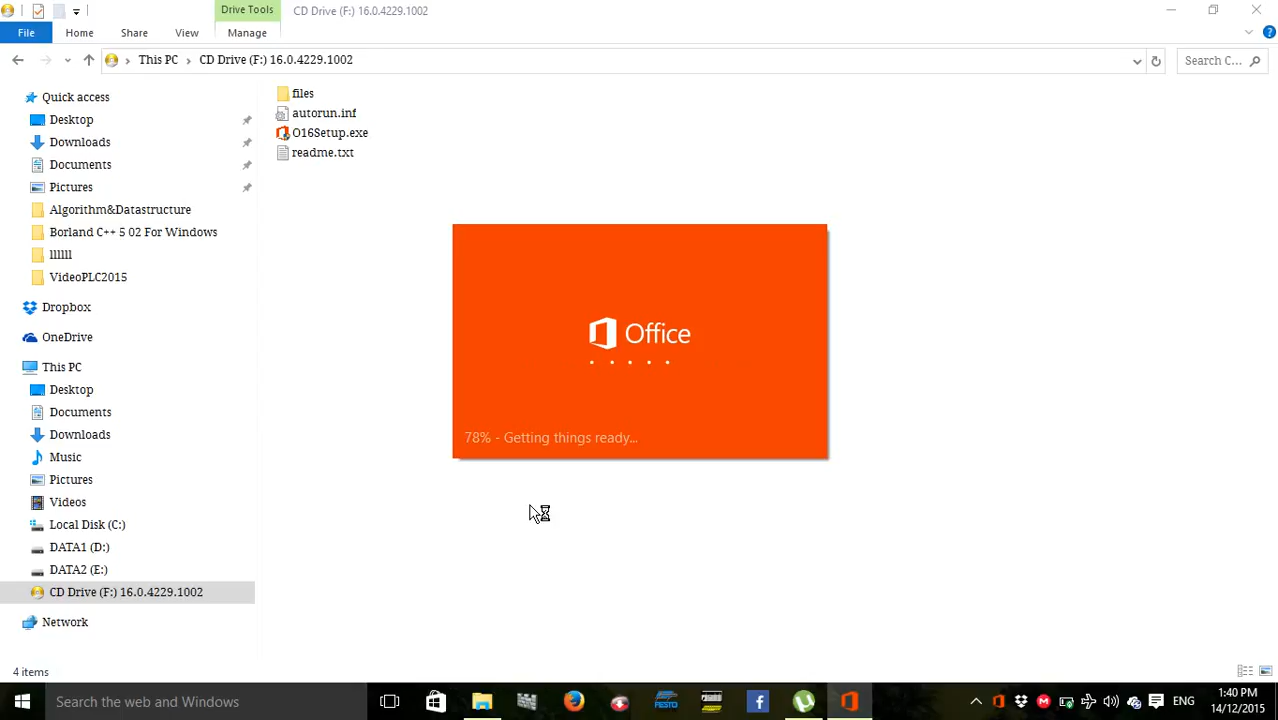 Drive Tools
CD Drive (F:) 16.0.4229.1002
File
Home
Share
View
Manage
This PC
CD Drive (F:) 16.0.4229.1002
Search C...
Quick access
Desktop
Downloads
Documents
Pictures
Algorithm&Datastructure
Borland C++ 5 02 For Windows
llllll
VideoPLC2015
Dropbox
OneDrive
This PC
Desktop
Documents
Downloads
Music
Pictures
Videos
Local Disk (C:)
DATA1 (D:)
DATA2 (E:)
CD Drive (F:) 16.0.4229.1002
Network
files
autorun.inf
O16Setup.exe
readme.txt
Office
78% - Getting things ready...
4 items
Search the web and Windows
FESTO
ENG
1:40 PM
14/12/2015